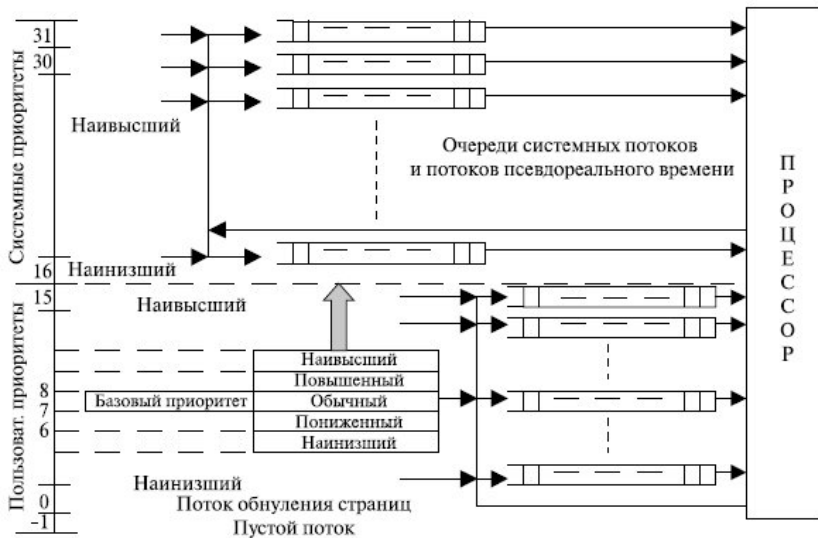 31
30
Системные приоритеты
Наивысший
Очереди системных потоков
и потоков псевдореального времени
ПРОЦЕССОР
16
Наинизший
15
Наивысший
Пользоват. приоритеты
Наивысший
Повышенный
8
Базовый приоритет
Обычный
7
Пониженный
6
Наинизший
Наинизший
0
Поток обнуления страниц
-1
Пустой поток